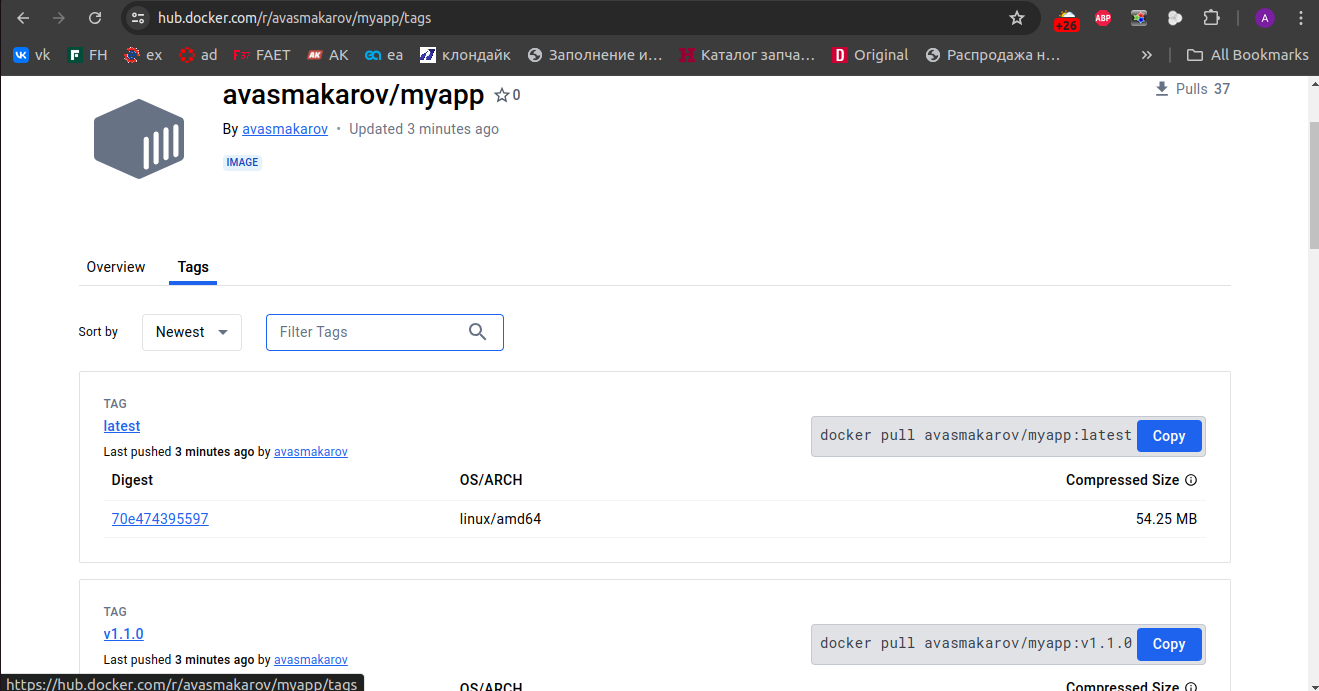 hub.docker.com/r/avasmakarov/myapp/tags
+26
ABP
A
vk
FH
ex
ad
FAET
AK
ea
клондайк
Заполнение и...
Каталог запча...
D
Original
Распродажа н...
»
All Bookmarks
avasmakarov/myapp
0
Pulls 37
By avasmakarov • Updated 3 minutes ago
IMAGE
Overview
Tags
Sort by
Newest
Filter Tags
TAG
latest
docker pull avasmakarov/myapp:latest
Copy
Last pushed 3 minutes ago by avasmakarov
Digest
OS/ARCH
Compressed Size
70e474395597
linux/amd64
54.25 MB
TAG
v1.1.0
docker pull avasmakarov/myapp:v1.1.0
Copy
Last pushed 3 minutes ago by avasmakarov
OS/ARCH
Compressed Size
https://hub.docker.com/r/avasmakarov/myapp/tags